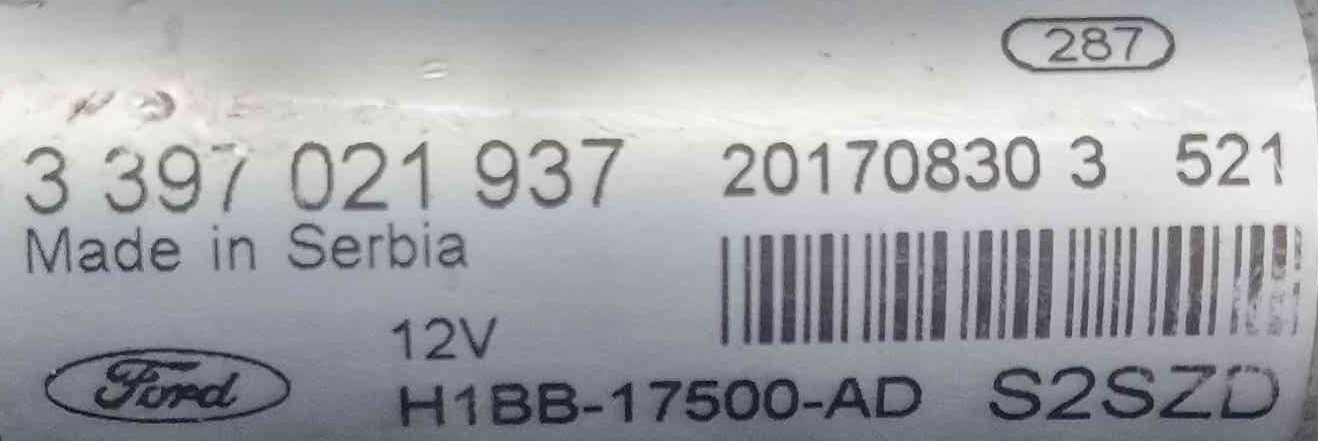 287
3 397 021 937 20170830 3 521
Made in Serbia
12V
Ford
H1BB-17500-AD S2SZD